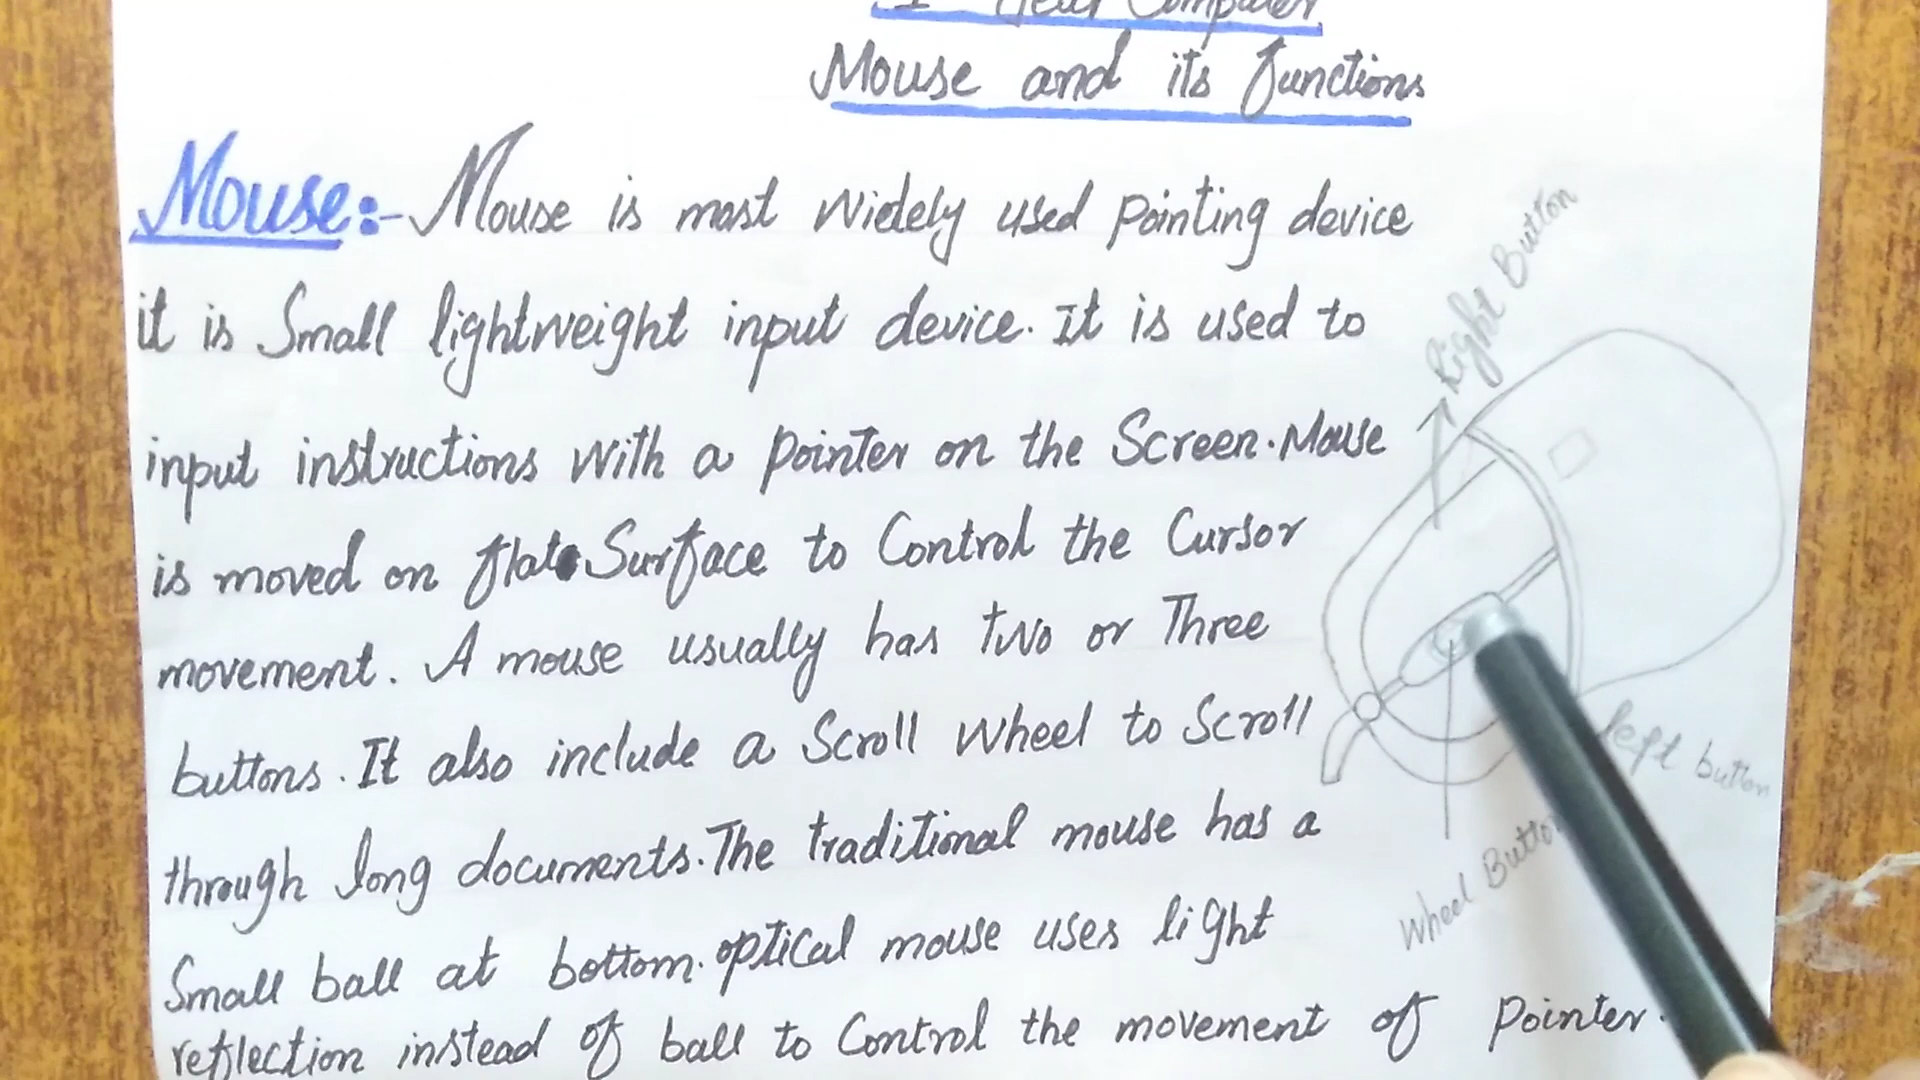 I Year Computer
Mouse and its functions
Mouse:- Mouse is most widely used pointing device
it is Small lightweight input device. It is used to
input instructions with a pointer on the Screen. Mouse
is moved on flat Surface to Control the Cursor
movement. A mouse usually has two or Three
buttons. It also include a Scroll wheel to Scroll
through long documents. The traditional mouse has a
Small ball at bottom. optical mouse uses light
reflection instead of ball to Control the movement of pointer.
Right Button
left button
Wheel Button